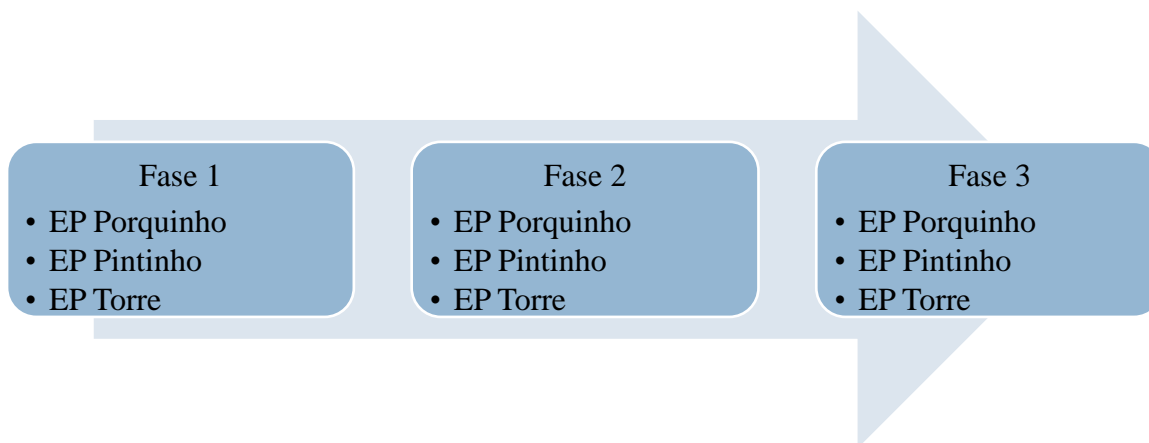 Fase 1
• EP Porquinho
• EP Pintinho
• EP Torre
Fase 2
• EP Porquinho
• EP Pintinho
• EP Torre
Fase 3
• EP Porquinho
• EP Pintinho
• EP Torre